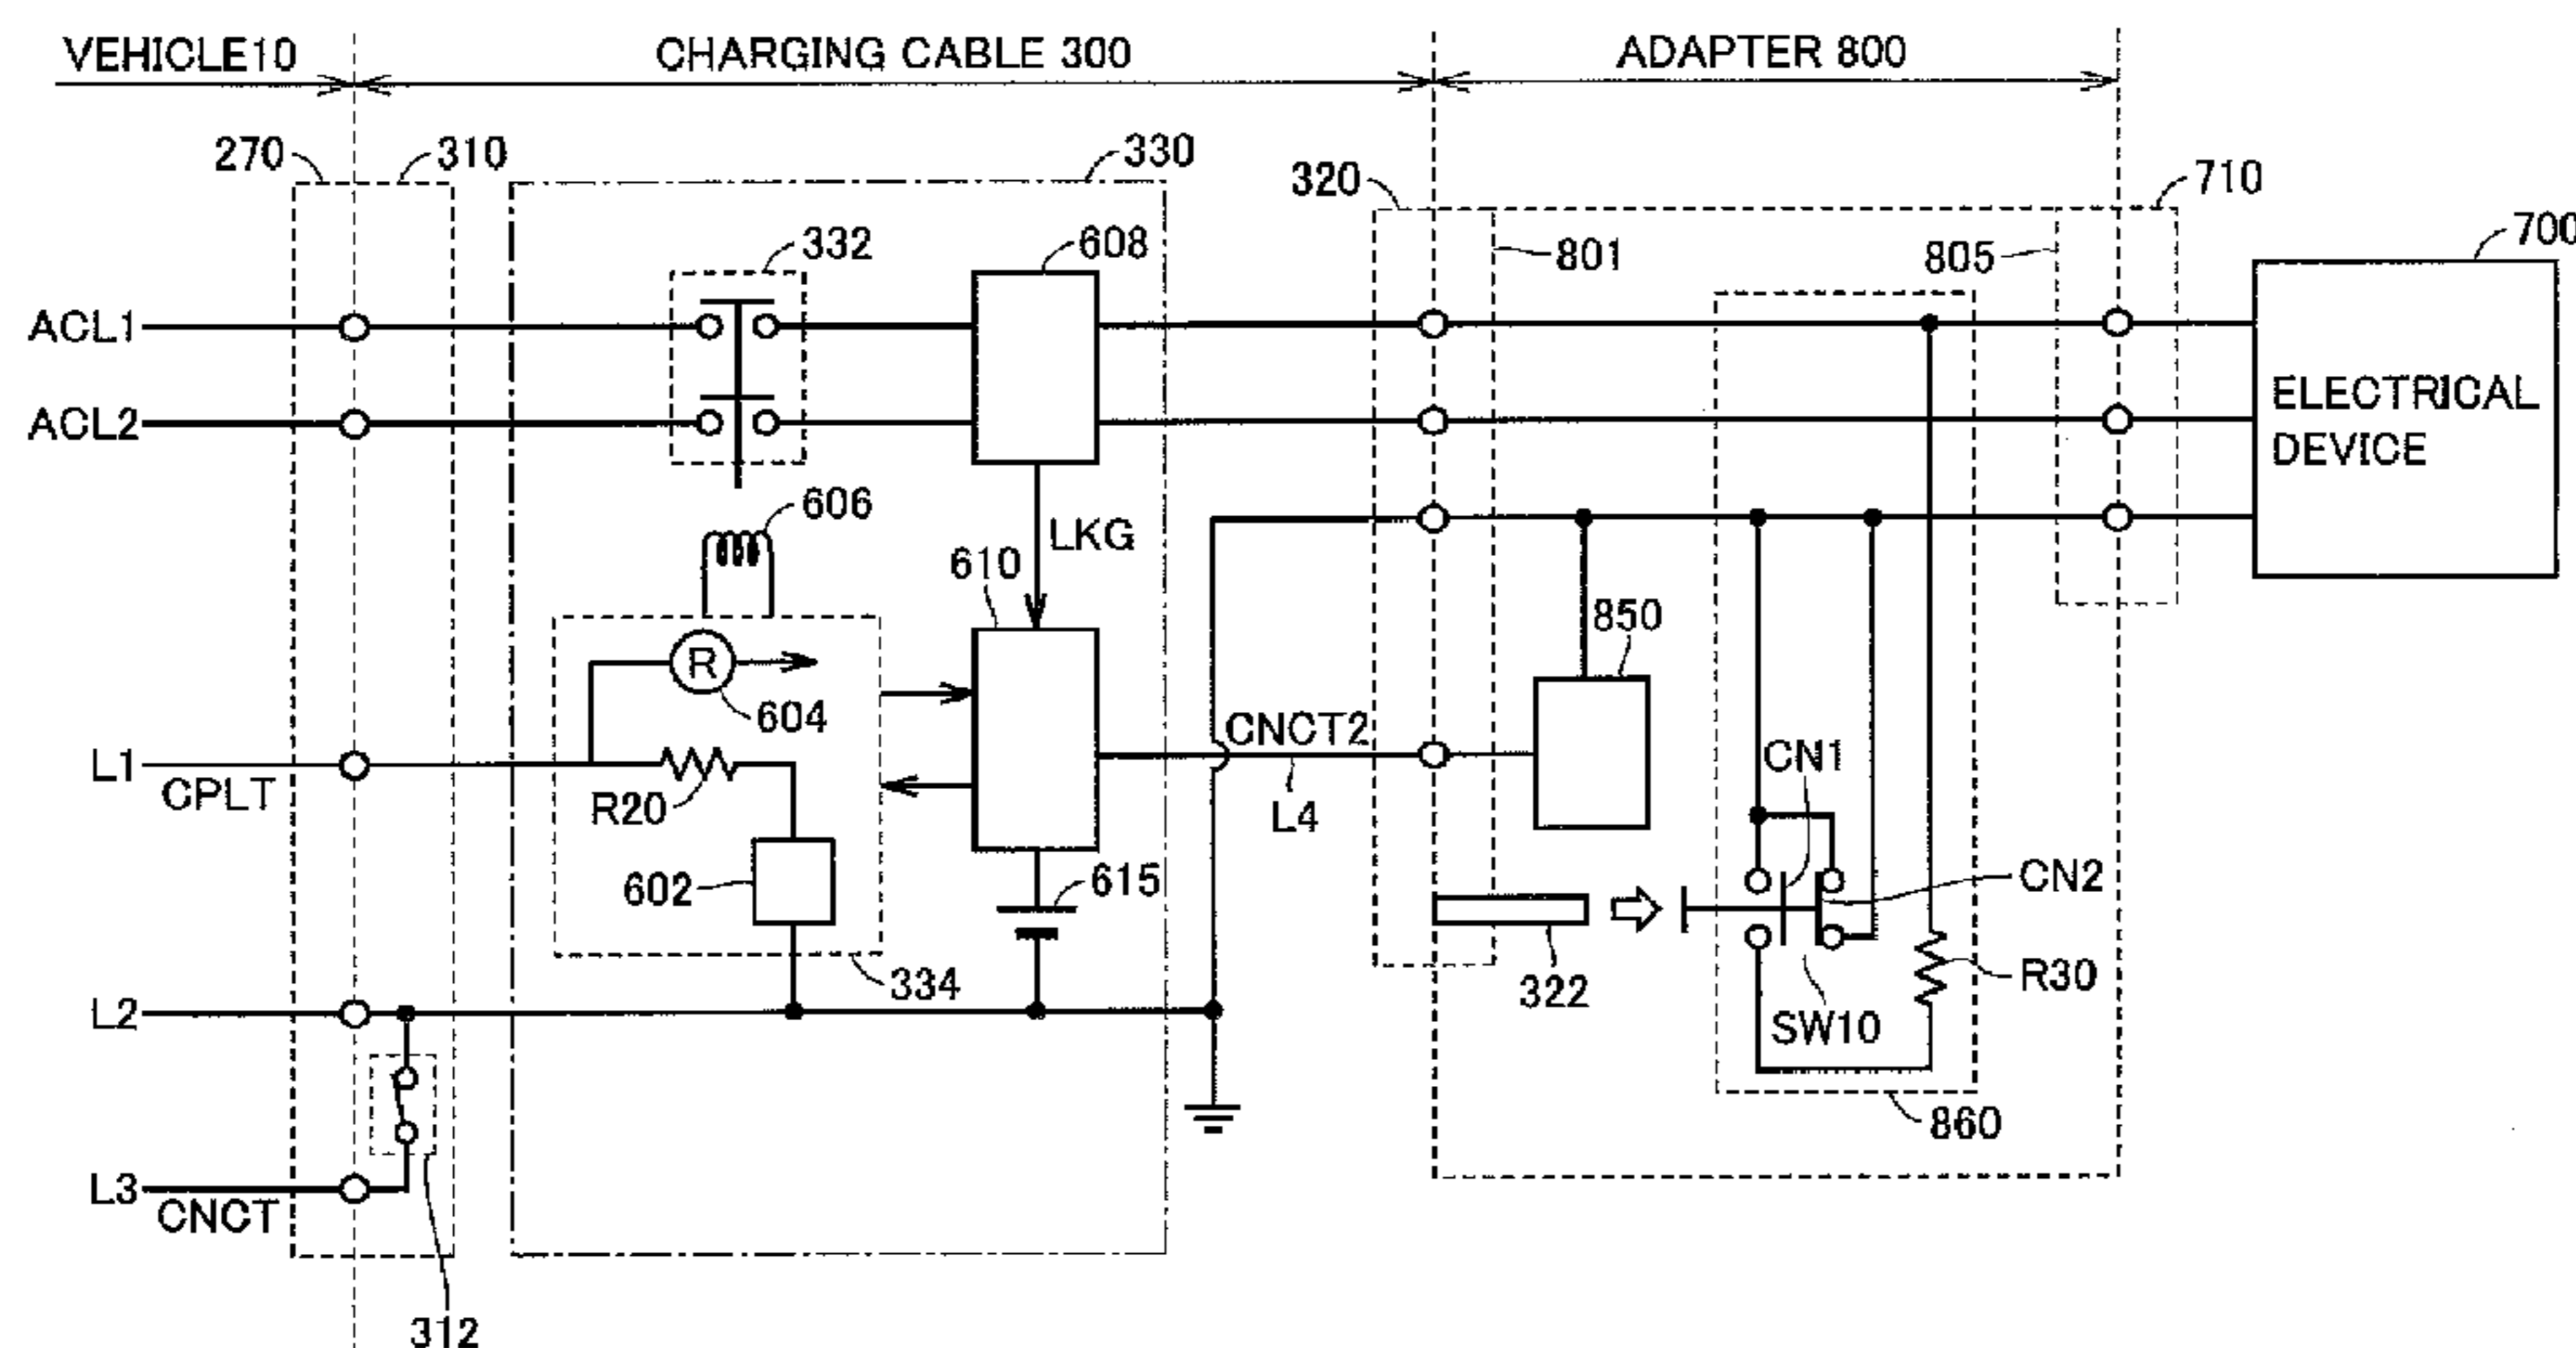 VEHICLE10
CHARGING CABLE 300
ADAPTER 800
270
310
330
320
710
332
608
801
805
700
ACL1
ACL2
ELECTRICAL
DEVICE
606
LKG
610
850
R
604
CNCT2
CN1
L1
CPLT
R20
L4
602
615
CN2
334
322
R30
SW10
L2
860
L3
CNCT
312